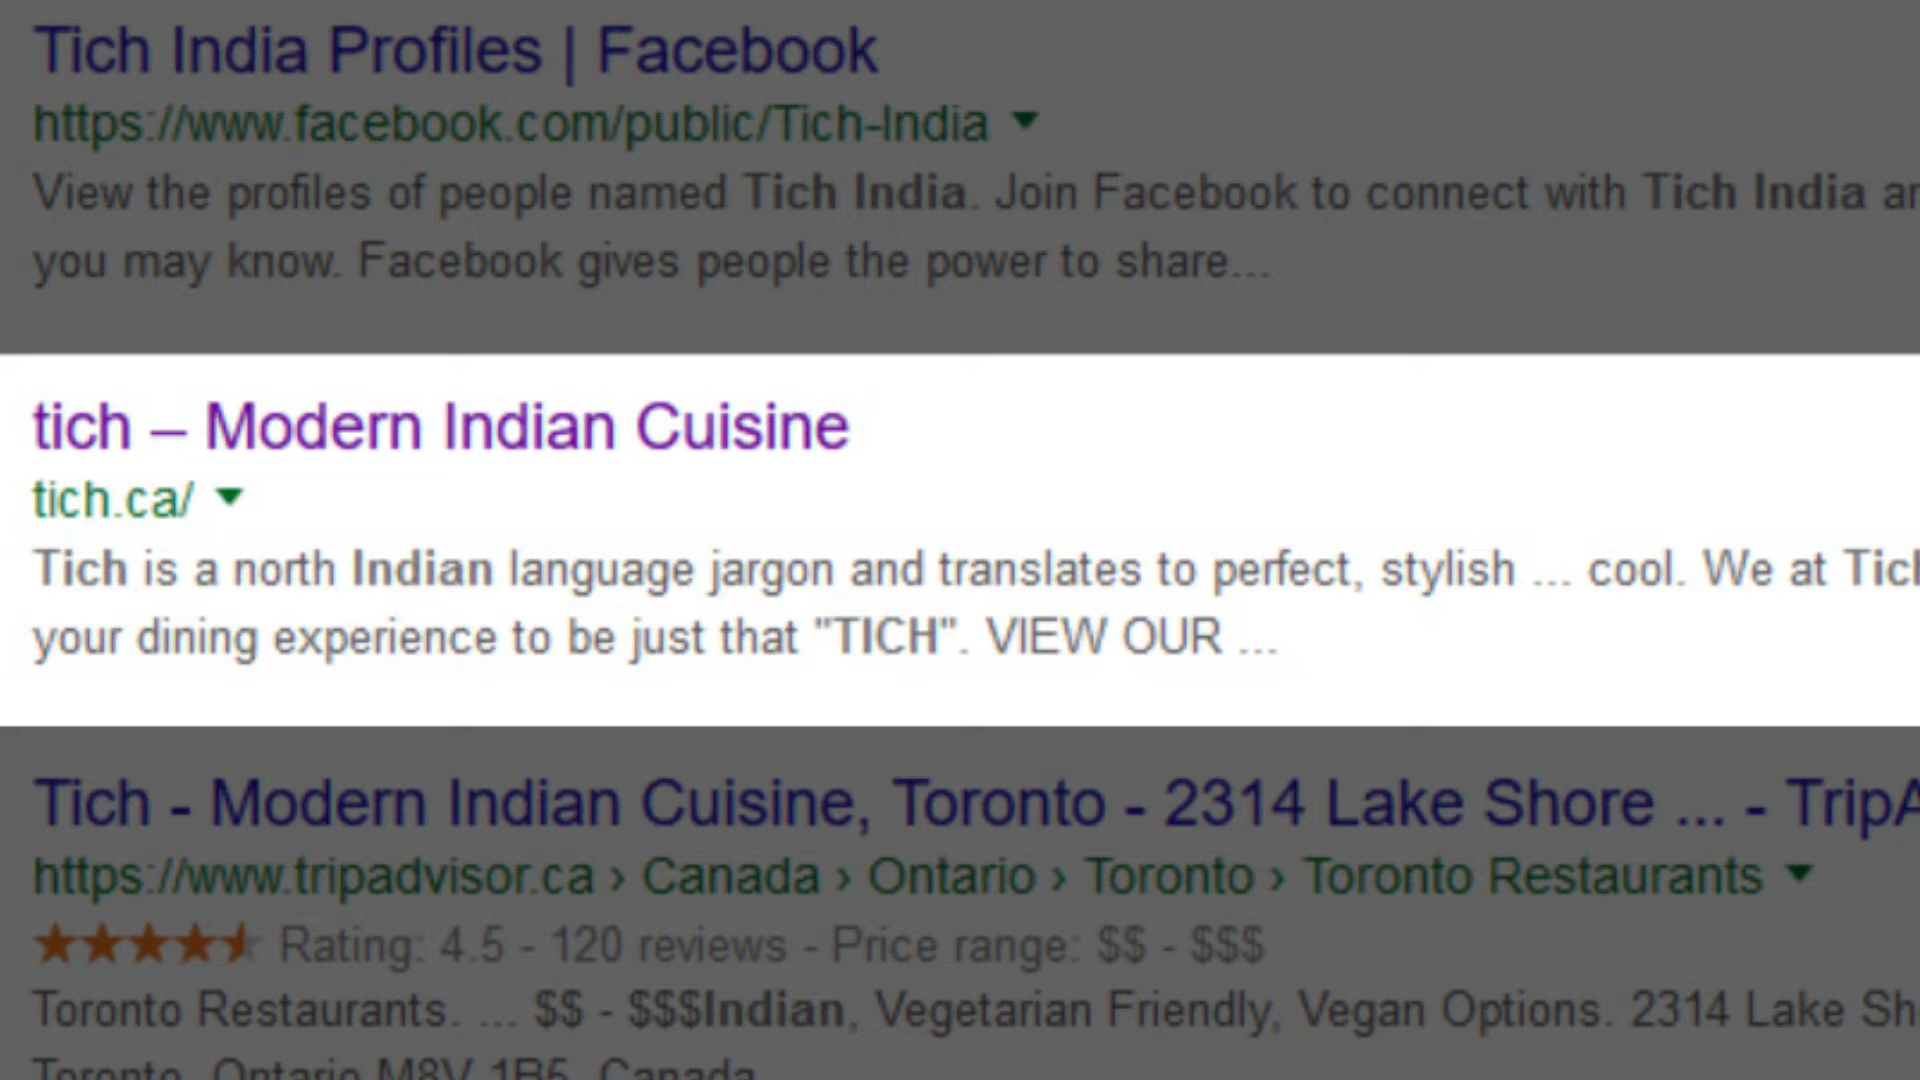 Tich India Profiles | Facebook
https://www.facebook.com/public/Tich-India
View the profiles of people named Tich India. Join Facebook to connect with Tich India
you may know. Facebook gives people the power to share...
tich – Modern Indian Cuisine
tich.ca/
Tich is a north Indian language jargon and translates to perfect, stylish ... cool. We at
your dining experience to be just that "TICH". VIEW OUR ...
Tich - Modern Indian Cuisine, Toronto - 2314 Lake Shore ... -
https://www.tripadvisor.ca › Canada › Ontario › Toronto › Toronto Restaurants
Rating: 4.5 - 120 reviews - Price range: $$ - $$$
Toronto Restaurants. ... $$ - $$$Indian, Vegetarian Friendly, Vegan Options. 2314 Lake
Toronto, Ontario M8V 1B5, Canada